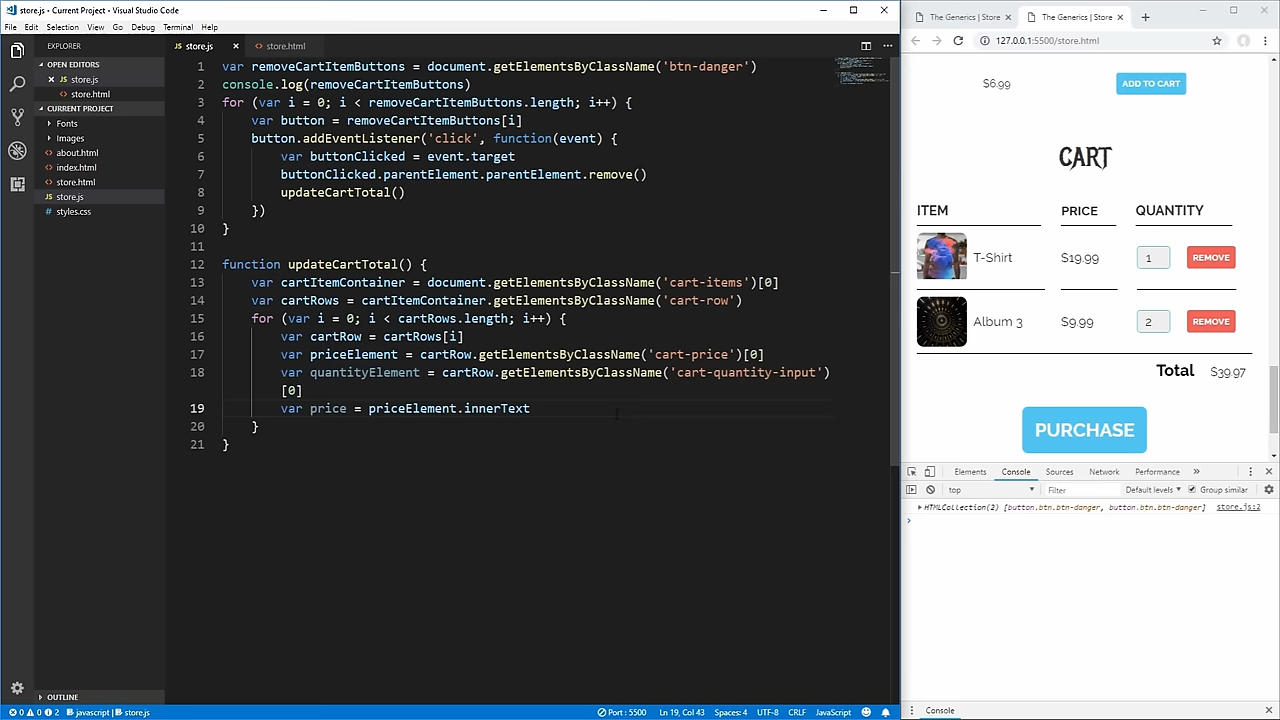 store.js • Current Project • Visual Studio Code
File Edit Selection View Go Debug Terminal Help
EXPLORER
OPEN EDITORS
store.js
store.html
CURRENT PROJECT
Fonts
Images
about.html
index.html
store.html
store.js
styles.css
OUTLINE
store.js
store.html
1 var removeCartItemButtons = document.getElementsByClassName('btn-danger')
2 console.log(removeCartItemButtons)
3 for (var i = 0; i < removeCartItemButtons.length; i++) {
4 var button = removeCartItemButtons[i]
5 button.addEventListener('click', function(event) {
6 var buttonClicked = event.target
7 buttonClicked.parentElement.parentElement.remove()
8 updateCartTotal()
9 })
10 }
11
12 function updateCartTotal() {
13 var cartItemContainer = document.getElementsByClassName('cart-items')[0]
14 var cartRows = cartItemContainer.getElementsByClassName('cart-row')
15 for (var i = 0; i < cartRows.length; i++) {
16 var cartRow = cartRows[i]
17 var priceElement = cartRow.getElementsByClassName('cart-price')[0]
18 var quantityElement = cartRow.getElementsByClassName('cart-quantity-input')
[0]
19 var price = priceElement.innerText
20 }
21 }
0 0 2 javascript | store.js
Port : 5500 Ln 19, Col 43 Spaces: 4 UTF-8 CRLF JavaScript
The Generics | Store
The Generics | Store
127.0.0.1:5500/store.html
$6.99 ADD TO CART
CART
ITEM PRICE QUANTITY
T-Shirt $19.99 1 REMOVE
Album 3 $9.99 2 REMOVE
Total $39.97
PURCHASE
Elements Console Sources Network Performance »
top Filter Default levels Group similar
HTMLCollection(2) [button.btn.btn-danger, button.btn.btn-danger] store.js:2
Console